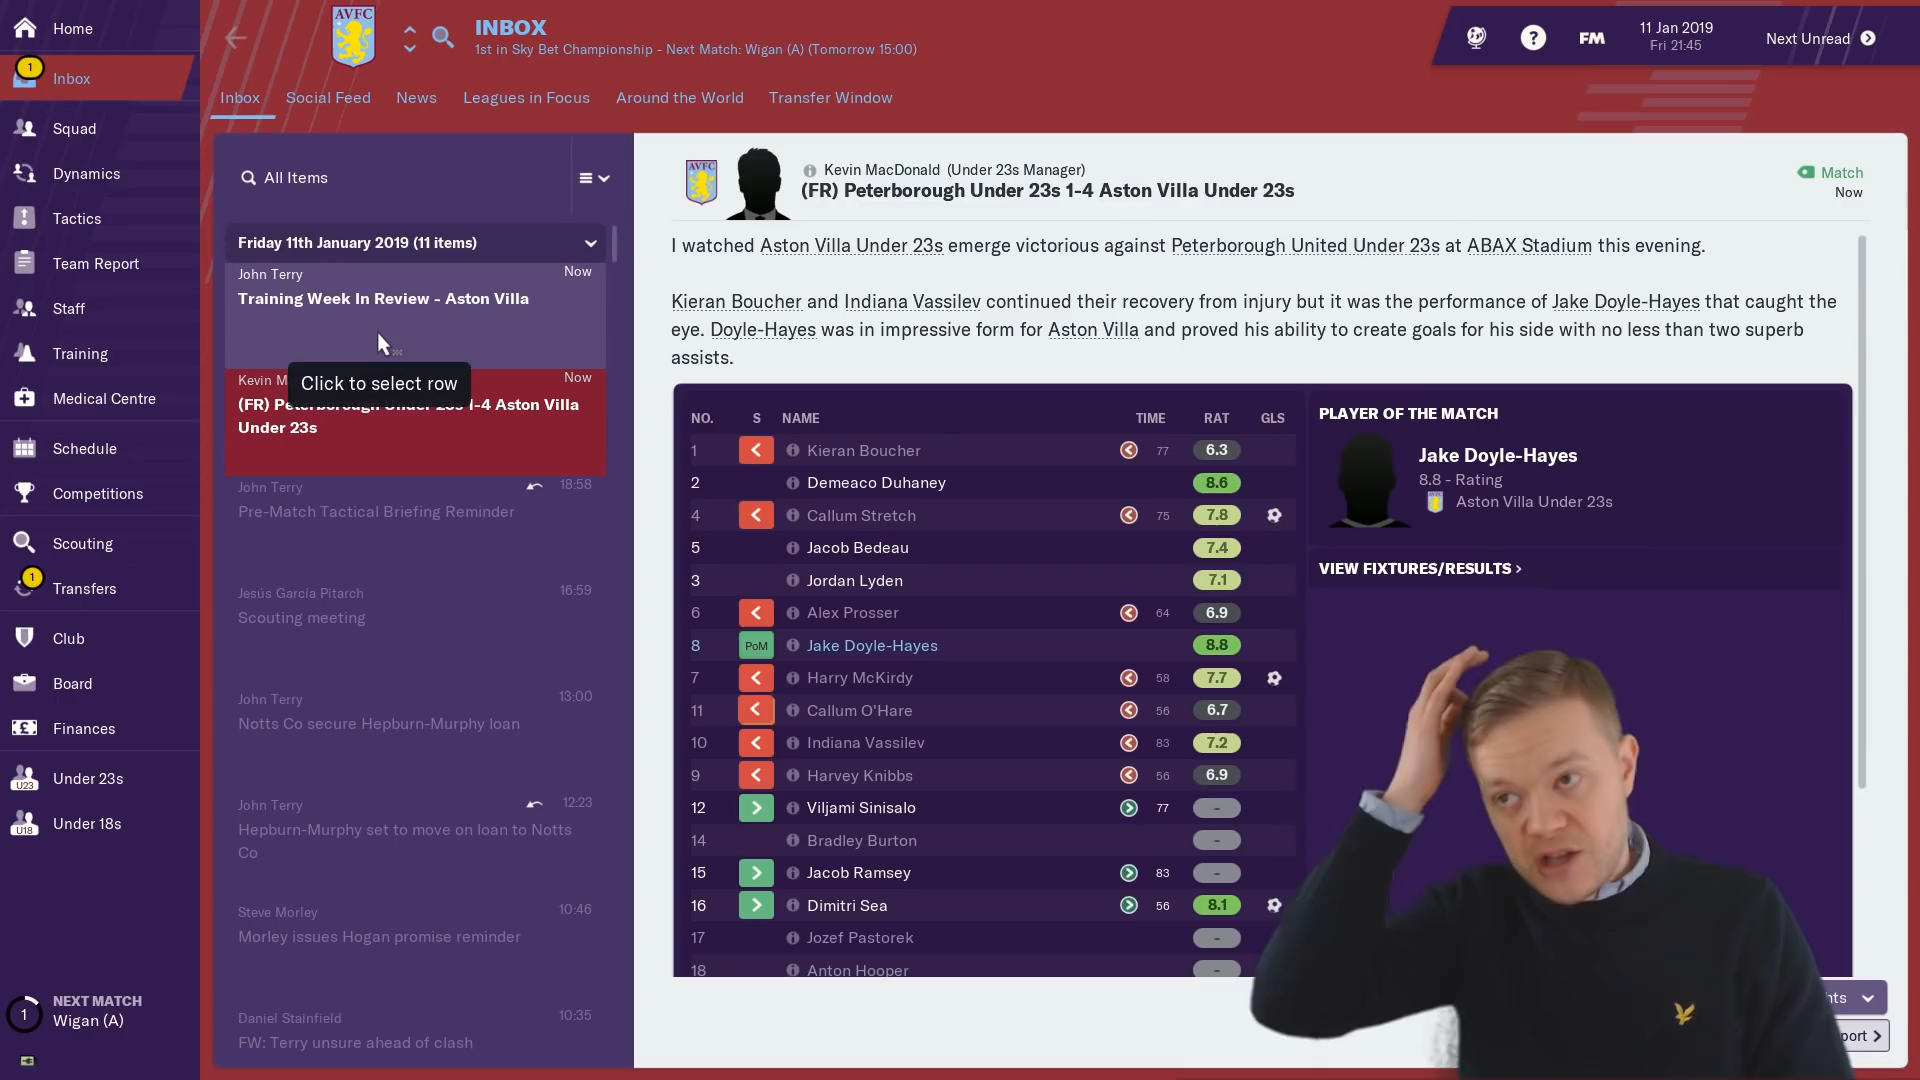 Home
1
Inbox
Squad
Dynamics
Tactics
Team Report
Staff
Training
Medical Centre
Schedule
Competitions
Scouting
1
Transfers
Club
Board
Finances
U23
Under 23s
U18
Under 18s
1
NEXT MATCH
Wigan (A)
AVFC
INBOX
1st in Sky Bet Championship - Next Match: Wigan (A) (Tomorrow 15:00)
?
FM
11 Jan 2019
Fri 21:45
Next Unread
Inbox
Social Feed
News
Leagues in Focus
Around the World
Transfer Window
All Items
Friday 11th January 2019 (11 items)
John Terry
Now
Training Week In Review - Aston Villa
Click to select row
Kevin M
Now
(FR) Peterborough Under 23s 1-4 Aston Villa
Under 23s
John Terry
18:58
Pre-Match Tactical Briefing Reminder
Jesús García Pitarch
16:59
Scouting meeting
John Terry
13:00
Notts Co secure Hepburn-Murphy loan
John Terry
12:23
Hepburn-Murphy set to move on loan to Notts
Co
Steve Morley
10:46
Morley issues Hogan promise reminder
Daniel Stainfield
10:35
FW: Terry unsure ahead of clash
AVFC
Kevin MacDonald (Under 23s Manager)
(FR) Peterborough Under 23s 1-4 Aston Villa Under 23s
Match
Now
I watched Aston Villa Under 23s emerge victorious against Peterborough United Under 23s at ABAX Stadium this evening.
Kieran Boucher and Indiana Vassilev continued their recovery from injury but it was the performance of Jake Doyle-Hayes that caught the
eye. Doyle-Hayes was in impressive form for Aston Villa and proved his ability to create goals for his side with no less than two superb
assists.
NO. S NAME TIME RAT GLS
1 Kieran Boucher 77 6.3
2 Demeaco Duhaney 8.6
4 Callum Stretch 75 7.8
5 Jacob Bedeau 7.4
3 Jordan Lyden 7.1
6 Alex Prosser 64 6.9
8 PoM Jake Doyle-Hayes 8.8
7 Harry McKirdy 58 7.7
11 Callum O'Hare 56 6.7
10 Indiana Vassilev 83 7.2
9 Harvey Knibbs 56 6.9
12 Viljami Sinisalo 77 -
14 Bradley Burton -
15 Jacob Ramsey 83 -
16 Dimitri Sea 56 8.1
17 Jozef Pastorek -
18 Anton Hooper -
PLAYER OF THE MATCH
Jake Doyle-Hayes
8.8 - Rating
Aston Villa Under 23s
VIEW FIXTURES/RESULTS >